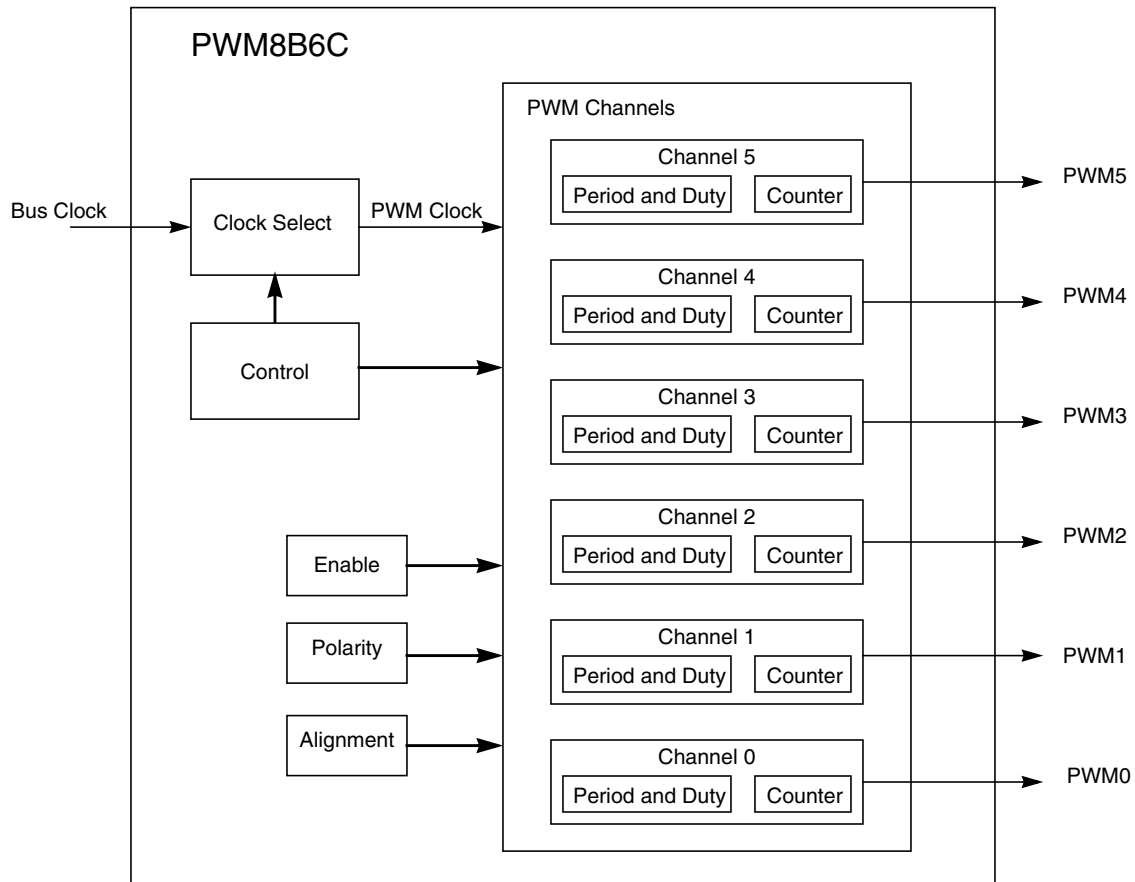 PWM8B6C
PWM Channels
Channel 5
Period and Duty Counter
PWM5
Bus Clock
Clock Select
PWM Clock
Channel 4
Period and Duty Counter
PWM4
Control
Channel 3
Period and Duty Counter
PWM3
Channel 2
Period and Duty Counter
PWM2
Enable
Channel 1
Period and Duty Counter
PWM1
Polarity
Alignment
Channel 0
Period and Duty Counter
PWM0